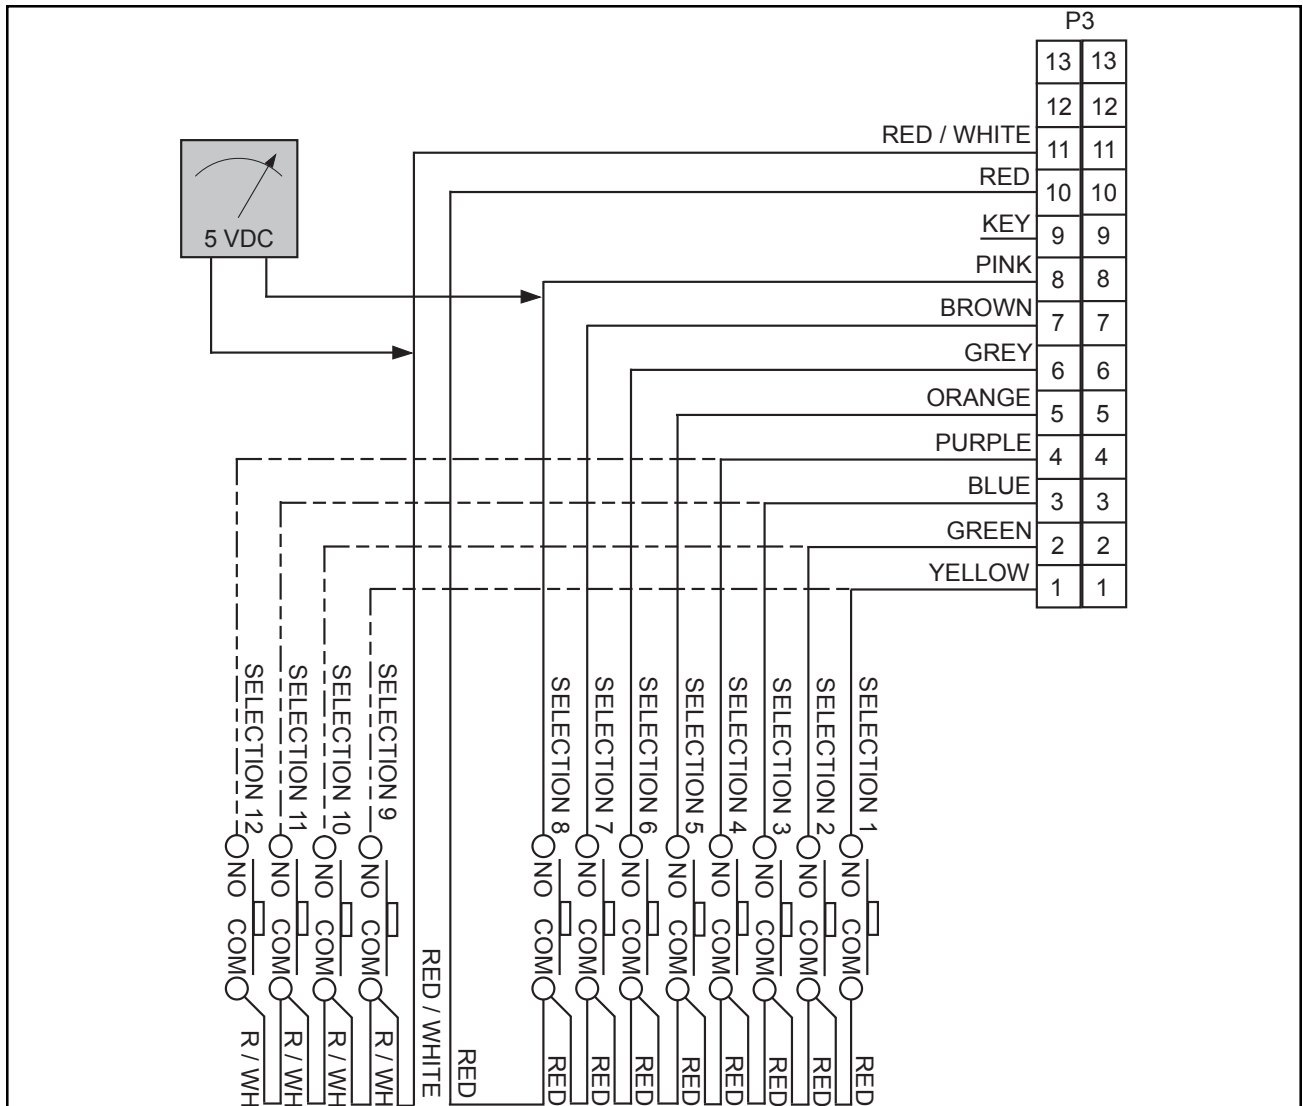 P3
13 13
12 12
RED / WHITE 11 11
RED 10 10
KEY 9 9
PINK 8 8
BROWN 7 7
GREY 6 6
ORANGE 5 5
PURPLE 4 4
BLUE 3 3
GREEN 2 2
YELLOW 1 1
5 VDC
SELECTION 12
SELECTION 11
SELECTION 10
SELECTION 9
SELECTION 8
SELECTION 7
SELECTION 6
SELECTION 5
SELECTION 4
SELECTION 3
SELECTION 2
SELECTION 1
NO COM
NO COM
NO COM
NO COM
NO COM
NO COM
NO COM
NO COM
NO COM
NO COM
NO COM
NO COM
R / WH
R / WH
R / WH
R / WH
RED / WHITE
RED
RED
RED
RED
RED
RED
RED
RED
RED